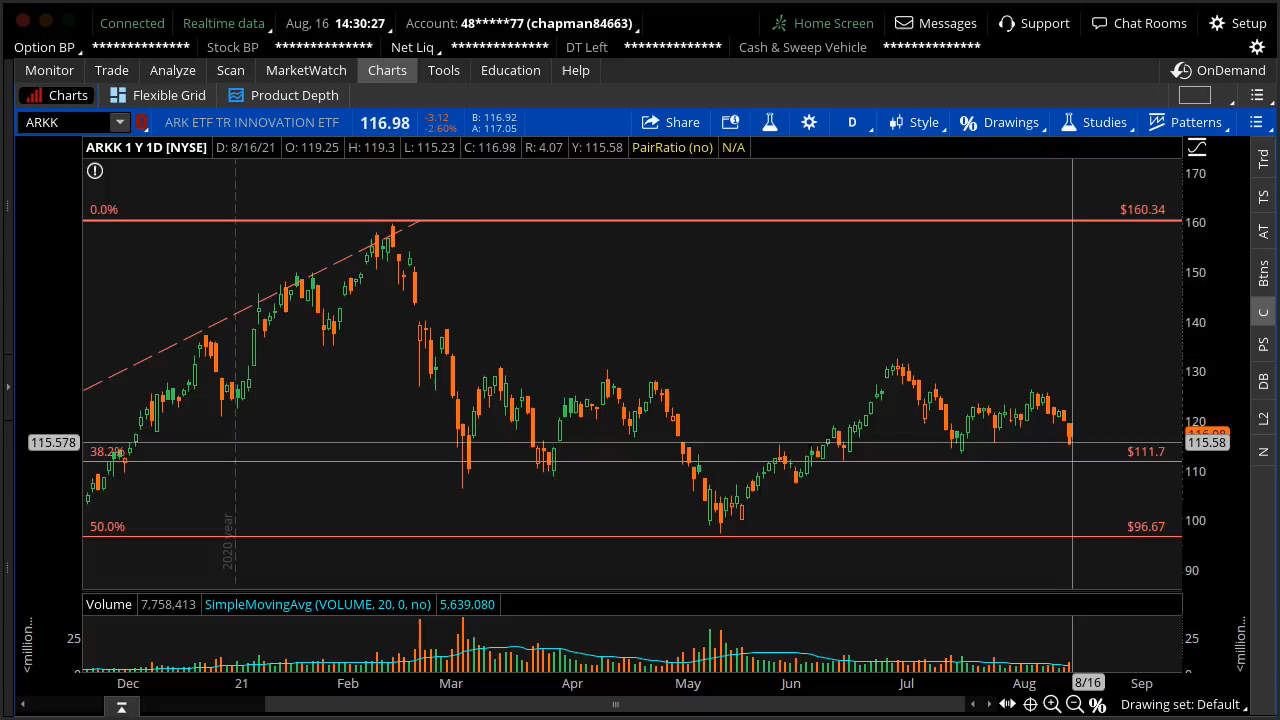 Connected Realtime data Aug, 16 14:30:27 Account: 48*****77 (chapman84663) Home Screen Messages Support Chat Rooms Setup
Option BP ************** Stock BP ************** Net Liq ************** DT Left ************** Cash & Sweep Vehicle **************
Monitor Trade Analyze Scan MarketWatch Charts Tools Education Help OnDemand
Charts Flexible Grid Product Depth
ARKK ARK ETF TR INNOVATION ETF 116.98 -3.12 -2.60% B: 116.92 A: 117.05 Share D Style Drawings Studies Patterns
ARKK 1 Y 1D [NYSE] D: 8/16/21 O: 119.25 H: 119.3 L: 115.23 C: 116.98 R: 4.07 Y: 115.58 PairRatio (no) N/A
Trd
TS
AT
Btns
C
PS
DB
L2
N
170
0.0% $160.34
160
150
140
130
120
116.98
115.578 115.58
38.2% $111.7
110
50.0% $96.67
100
90
2020 year
Volume 7,758,413 SimpleMovingAvg (VOLUME, 20, 0, no) 5,639,080
25 25
0 0
<million... <million...
Dec 21 Feb Mar Apr May Jun Jul Aug 8/16 Sep
Drawing set: Default